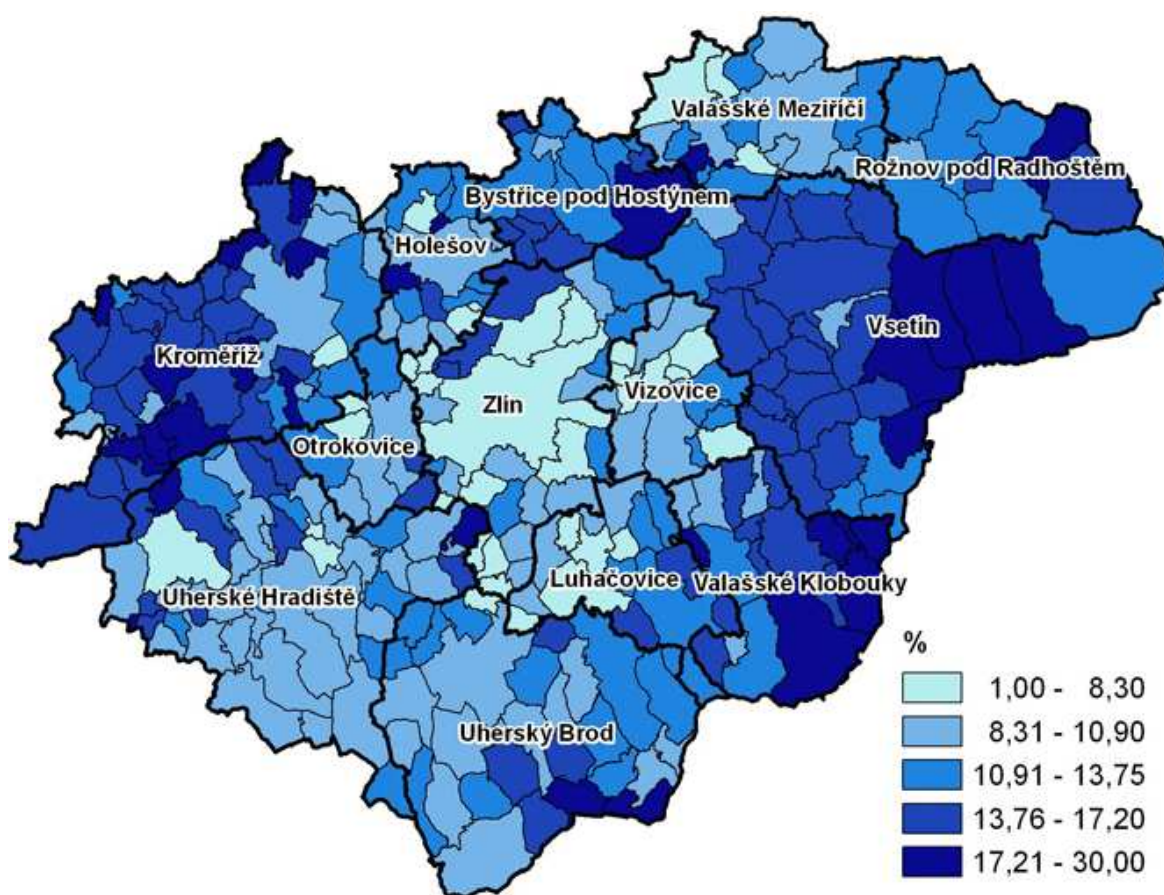 Valašské Meziříčí
Rožnov pod Radhoštěm
Bystřice pod Hostýnem
Holešov
Vsetín
Kroměříž
Vizovice
Zlín
Otrokovice
Luhačovice
Valašské Klobouky
Uherské Hradiště
Uherský Brod
%
1,00 - 8,30
8,31 - 10,90
10,91 - 13,75
13,76 - 17,20
17,21 - 30,00